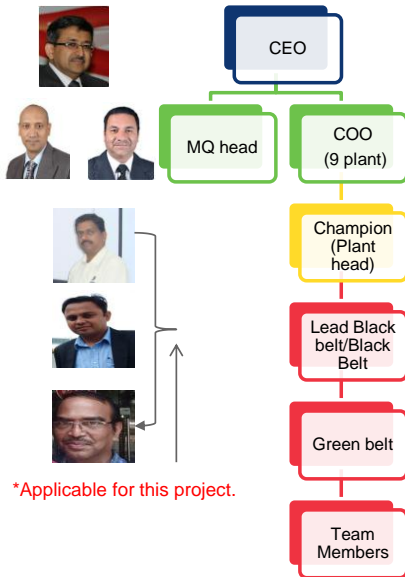 CEO
MQ head
COO
(9 plant)
Champion
(Plant
head)
Lead Black
belt/Black
Belt
Green belt
*Applicable for this project.
Team
Members